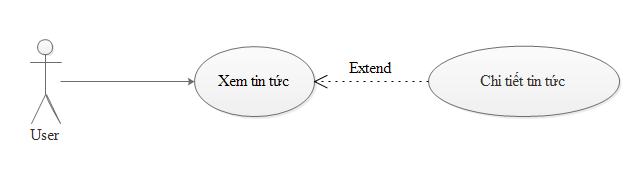 Extend
Xem tin tức
Chi tiết tin tức
User